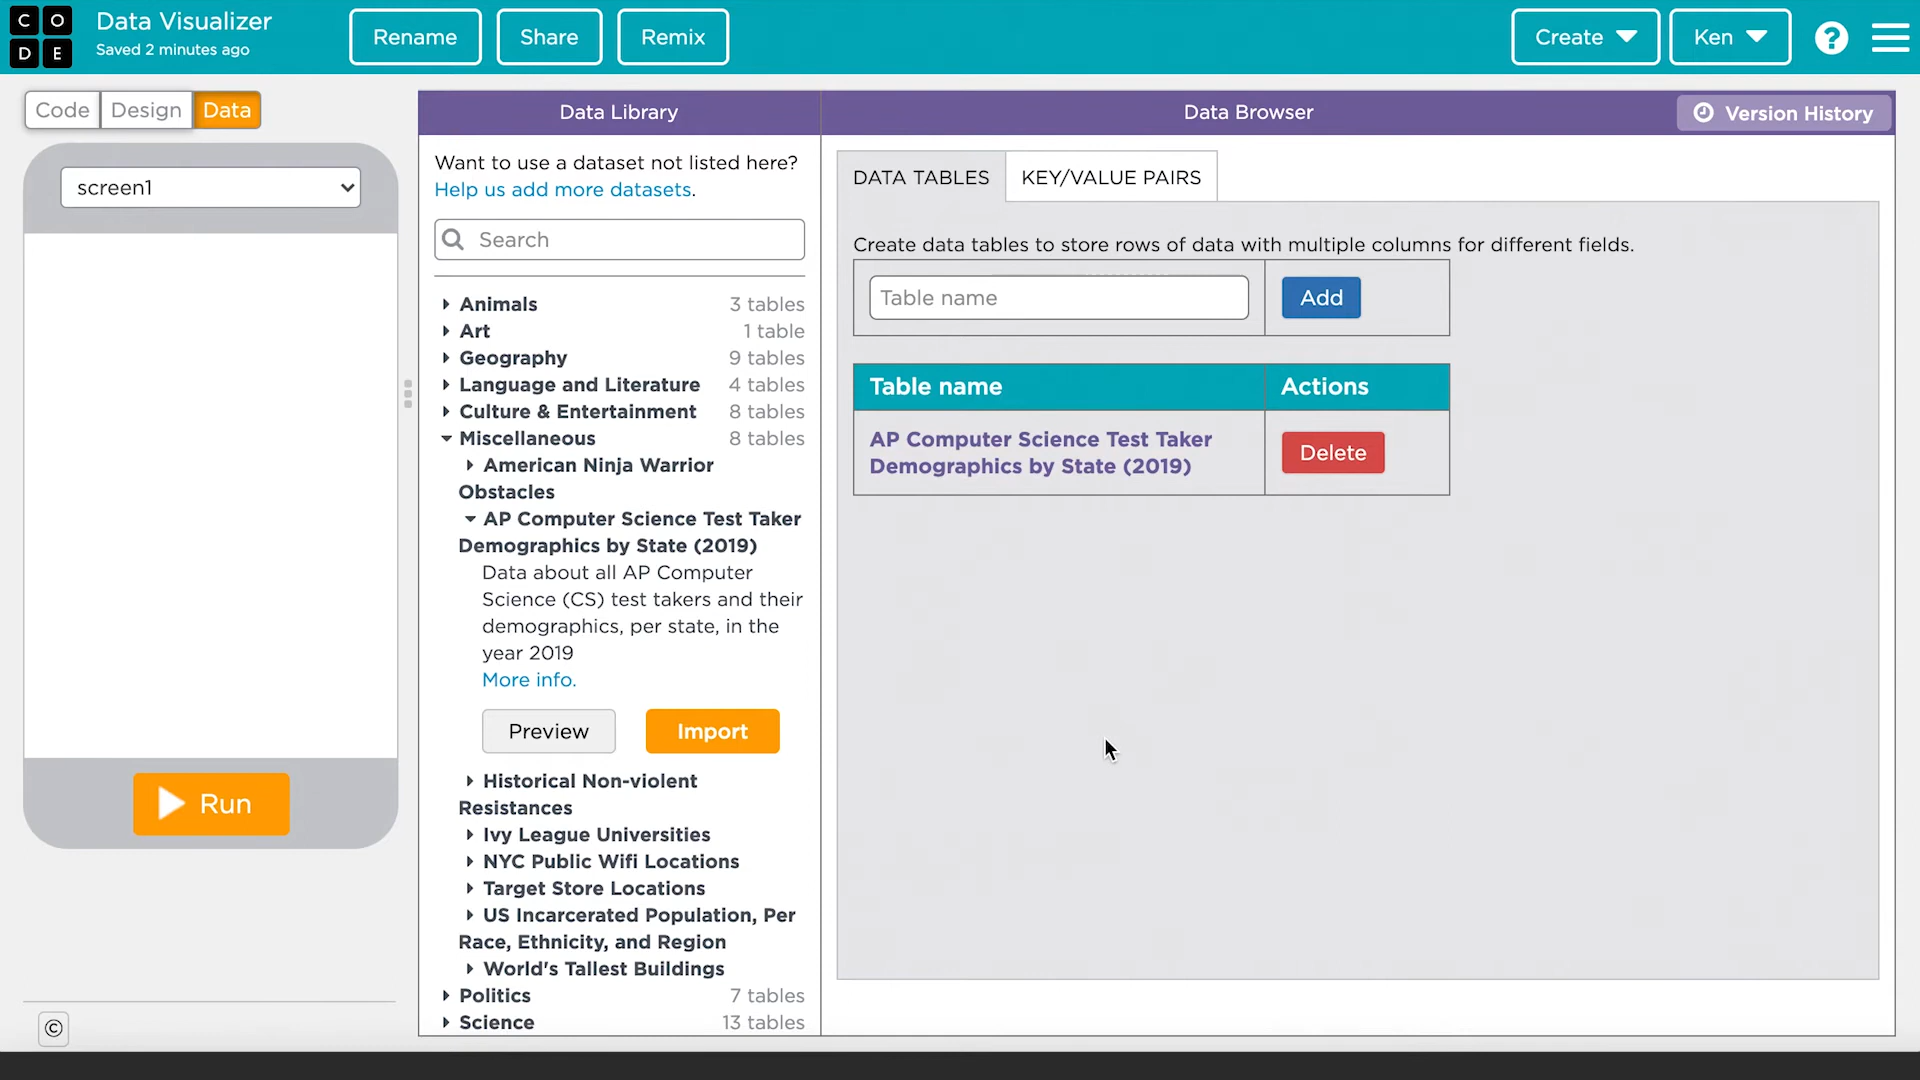 C O
D E
Data Visualizer
Saved 2 minutes ago
Rename
Share
Remix
Create
Ken
?
Code
Design
Data
screen1
Run
©
Data Library
Want to use a dataset not listed here?
Help us add more datasets.
Search
Animals 3 tables
Art 1 table
Geography 9 tables
Language and Literature 4 tables
Culture & Entertainment 8 tables
Miscellaneous 8 tables
American Ninja Warrior
Obstacles
AP Computer Science Test Taker
Demographics by State (2019)
Data about all AP Computer
Science (CS) test takers and their
demographics, per state, in the
year 2019
More info.
Preview
Import
Historical Non-violent
Resistances
Ivy League Universities
NYC Public Wifi Locations
Target Store Locations
US Incarcerated Population, Per
Race, Ethnicity, and Region
World's Tallest Buildings
Politics 7 tables
Science 13 tables
Data Browser
Version History
DATA TABLES
KEY/VALUE PAIRS
Create data tables to store rows of data with multiple columns for different fields.
Table name
Add
Table name
Actions
AP Computer Science Test Taker
Demographics by State (2019)
Delete